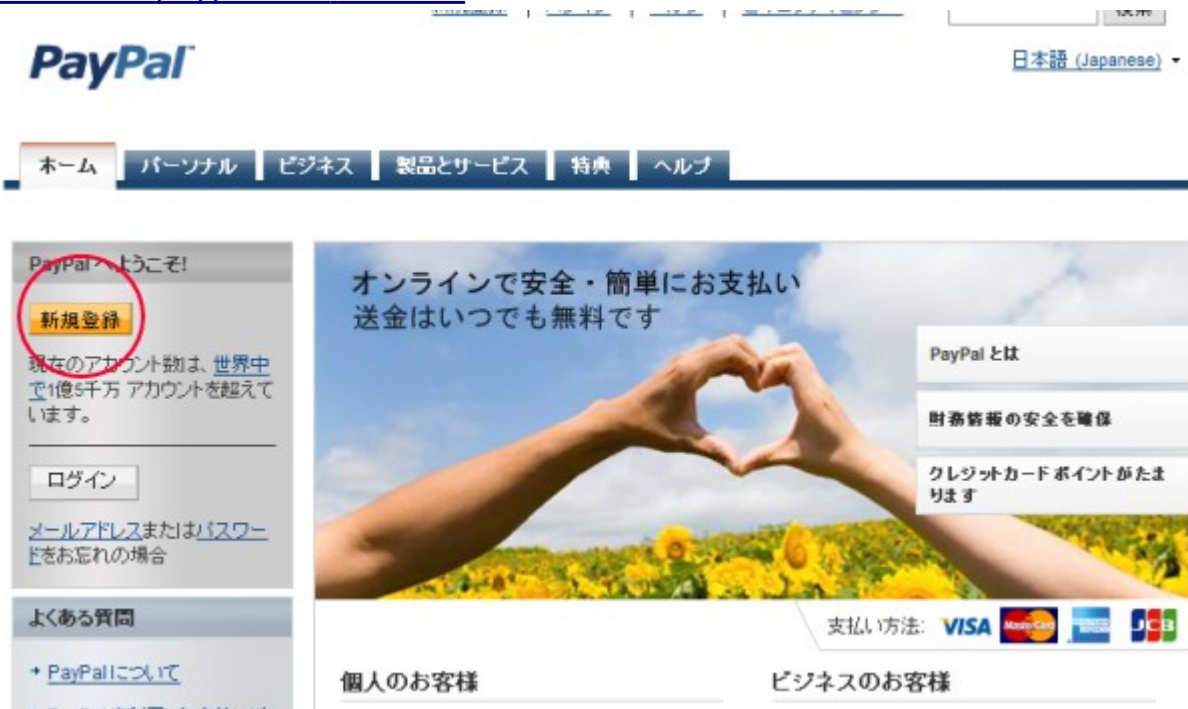 PayPal
日本語 (Japanese)
ホーム
パーソナル
ビジネス
製品とサービス
特典
ヘルプ
PayPalへようこそ!
新規登録
現在のアカウント数は、世界中
で1億5千万 アカウントを超えて
います。
ログイン
メールアドレスまたはパスワー
ドをお忘れの場合
よくある質問
PayPalについて
オンラインで安全・簡単にお支払い
送金はいつでも無料です
PayPal とは
財務情報の安全を確保
クレジットカード ポイントがたま
ります
支払い方法: VISA MasterCard JCB
個人のお客様
ビジネスのお客様